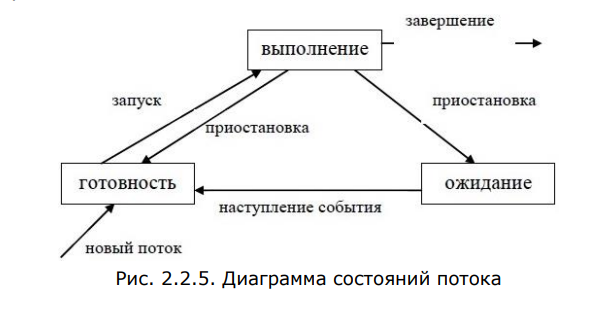 завершение
выполнение
запуск
приостановка
приостановка
готовность
ожидание
наступление события
новый поток
Рис. 2.2.5. Диаграмма состояний потока